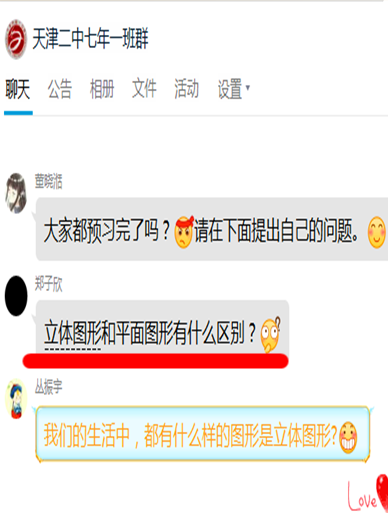 天津二中七年一班群
聊天 公告 相册 文件 活动 设置
董晓湉
大家都预习完了吗？请在下面提出自己的问题。
郑子欣
立体图形和平面图形有什么区别？
丛振宇
我们的生活中，都有什么样的图形是立体图形?
Love